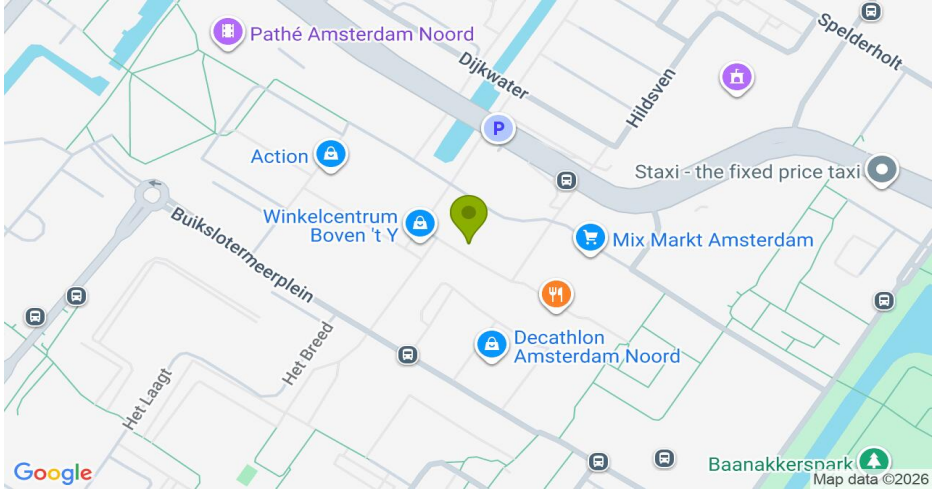 Pathé Amsterdam Noord
Spelderholt
Dijkwater
Hildsven
P
Action
Staxi - the fixed price taxi
Winkelcentrum
Boven 't Y
Mix Markt Amsterdam
Buikslotermeerplein
Het Breed
Decathlon
Amsterdam Noord
Het Laagt
Google
Baanakkerspark
Map data ©2026